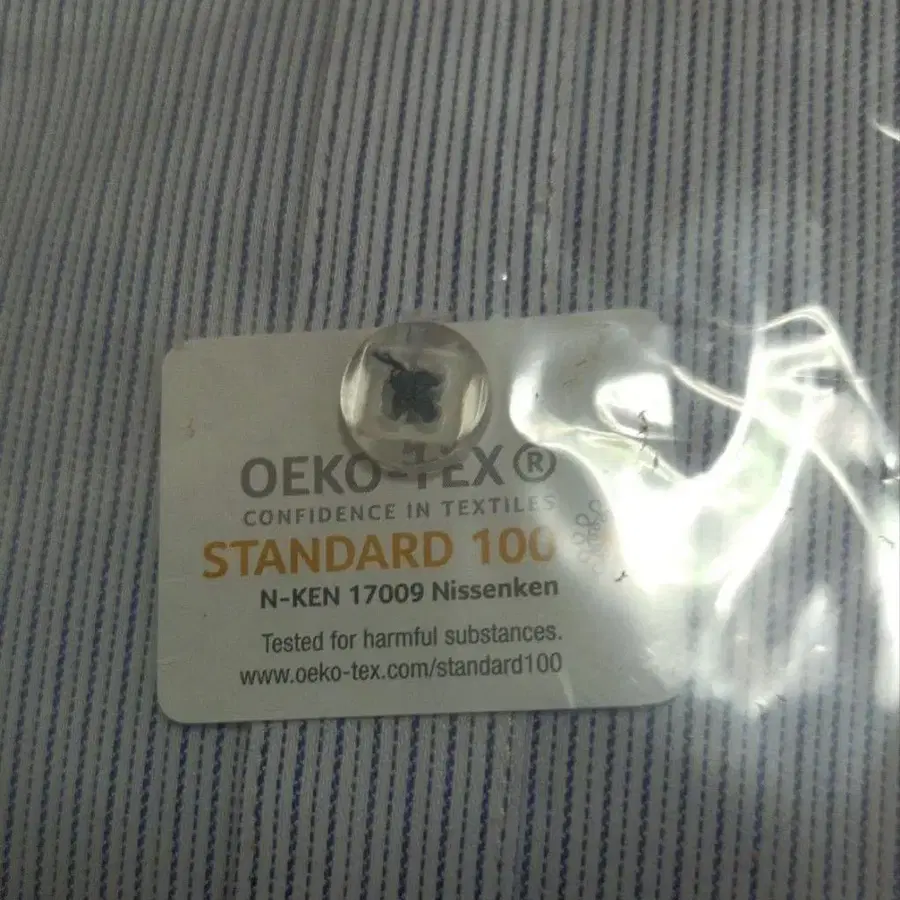 OEKO-TEX®
CONFIDENCE IN TEXTILES
STANDARD 100
N-KEN 17009 Nissenken
Tested for harmful substances.
www.oeko-tex.com/standard100